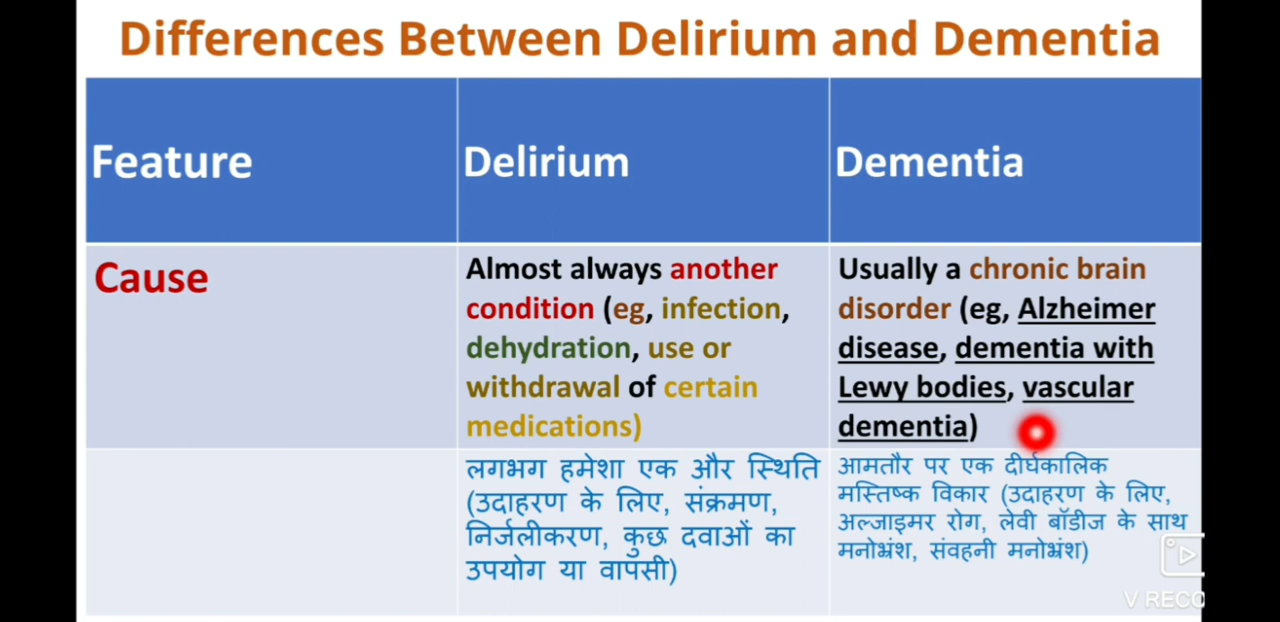 Differences Between Delirium and Dementia
Feature
Delirium
Dementia
Cause
Almost always another
condition (eg, infection,
dehydration, use or
withdrawal of certain
medications)
Usually a chronic brain
disorder (eg, Alzheimer
disease, dementia with
Lewy bodies, vascular
dementia)
लगभग हमेशा एक और स्थिति
(उदाहरण के लिए, संक्रमण,
निर्जलीकरण, कुछ दवाओं का
उपयोग या वापसी)
आमतौर पर एक दीर्घकालिक
मस्तिष्क विकार (उदाहरण के लिए,
अल्जाइमर रोग, लेवी बॉडीज के साथ
मनोभ्रंश, संवहनी मनोभ्रंश)
V RECO